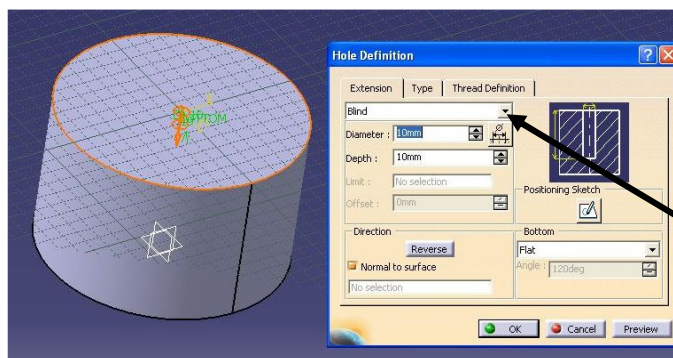 Hole Definition
Extension Type Thread Definition
Blind
Diameter : 10mm
Depth : 10mm
Limit : No selection
Offset : 0mm
Positioning Sketch
Direction
Reverse
Normal to surface
No selection
Bottom
Flat
Angle : 120deg
OK Cancel Preview